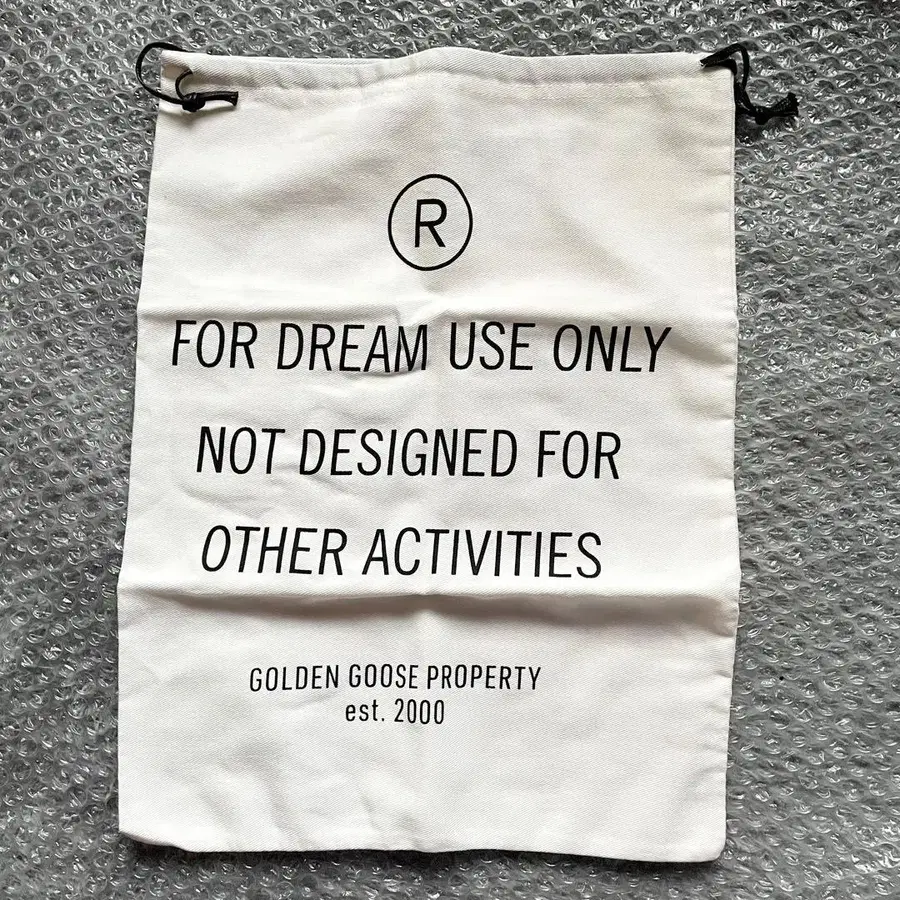 ®
FOR DREAM USE ONLY
NOT DESIGNED FOR
OTHER ACTIVITIES
GOLDEN GOOSE PROPERTY
est. 2000